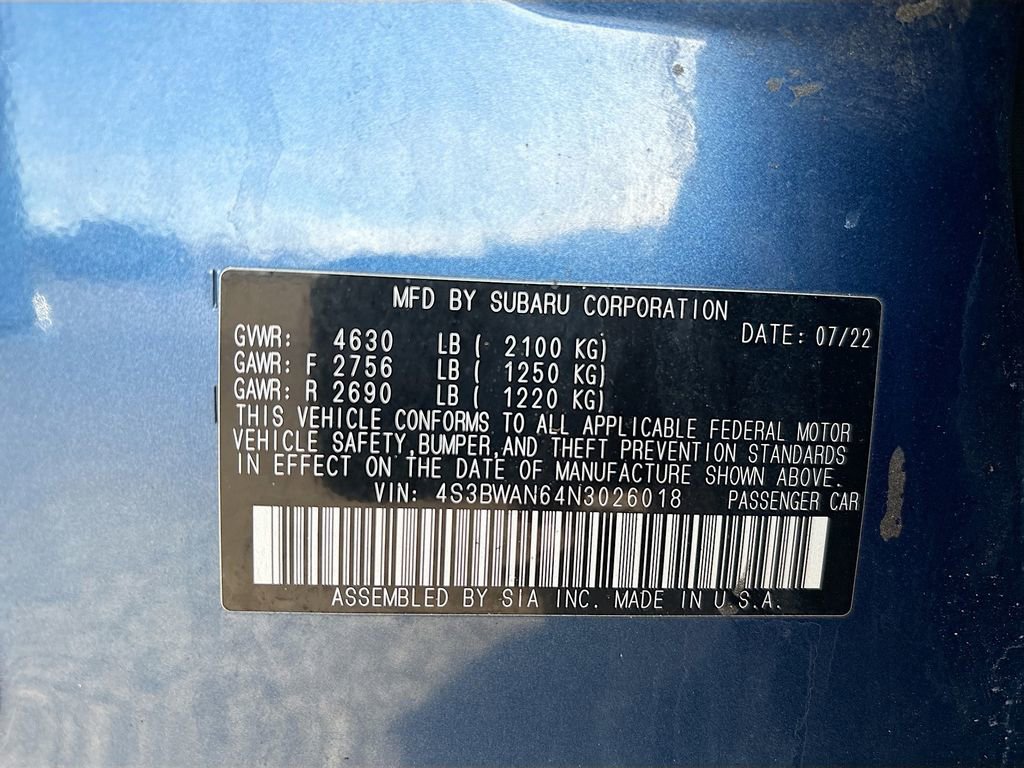 MFD BY SUBARU CORPORATION
DATE: 07/22
GVWR: 4630 LB ( 2100 KG)
GAWR: F 2756 LB ( 1250 KG)
GAWR: R 2690 LB ( 1220 KG)
THIS VEHICLE CONFORMS TO ALL APPLICABLE FEDERAL MOTOR
VEHICLE SAFETY, BUMPER, AND THEFT PREVENTION STANDARDS
IN EFFECT ON THE DATE OF MANUFACTURE SHOWN ABOVE.
VIN: 4S3BWAN64N3026018 PASSENGER CAR
ASSEMBLED BY SIA INC. MADE IN U.S.A.